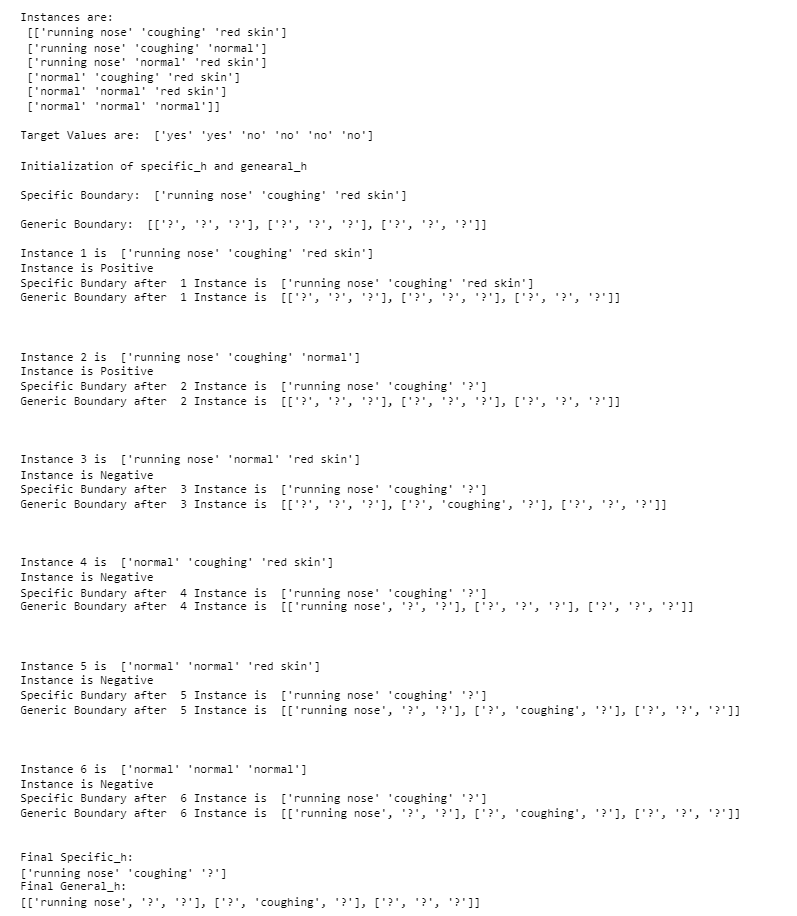 Instances are:
[['running nose' 'coughing' 'red skin']
['running nose' 'coughing' 'normal']
['running nose' 'normal' 'red skin']
['normal' 'coughing' 'red skin']
['normal' 'normal' 'red skin']
['normal' 'normal' 'normal']]
Target Values are:  ['yes' 'yes' 'no' 'no' 'no' 'no']
Initialization of specific_h and genearal_h
Specific Boundary:  ['running nose' 'coughing' 'red skin']
Generic Boundary:  [['?', '?', '?'], ['?', '?', '?'], ['?', '?', '?']]
Instance 1 is  ['running nose' 'coughing' 'red skin']
Instance is Positive
Specific Bundary after  1 Instance is  ['running nose' 'coughing' 'red skin']
Generic Boundary after  1 Instance is  [['?', '?', '?'], ['?', '?', '?'], ['?', '?', '?']]
Instance 2 is  ['running nose' 'coughing' 'normal']
Instance is Positive
Specific Bundary after  2 Instance is  ['running nose' 'coughing' '?']
Generic Boundary after  2 Instance is  [['?', '?', '?'], ['?', '?', '?'], ['?', '?', '?']]
Instance 3 is  ['running nose' 'normal' 'red skin']
Instance is Negative
Specific Bundary after  3 Instance is  ['running nose' 'coughing' '?']
Generic Boundary after  3 Instance is  [['?', '?', '?'], ['?', 'coughing', '?'], ['?', '?', '?']]
Instance 4 is  ['normal' 'coughing' 'red skin']
Instance is Negative
Specific Bundary after  4 Instance is  ['running nose' 'coughing' '?']
Generic Boundary after  4 Instance is  [['running nose', '?', '?'], ['?', '?', '?'], ['?', '?', '?']]
Instance 5 is  ['normal' 'normal' 'red skin']
Instance is Negative
Specific Bundary after  5 Instance is  ['running nose' 'coughing' '?']
Generic Boundary after  5 Instance is  [['running nose', '?', '?'], ['?', 'coughing', '?'], ['?', '?', '?']]
Instance 6 is  ['normal' 'normal' 'normal']
Instance is Negative
Specific Bundary after  6 Instance is  ['running nose' 'coughing' '?']
Generic Boundary after  6 Instance is  [['running nose', '?', '?'], ['?', 'coughing', '?'], ['?', '?', '?']]
Final Specific_h:
['running nose' 'coughing' '?']
Final General_h:
[['running nose', '?', '?'], ['?', 'coughing', '?'], ['?', '?', '?']]